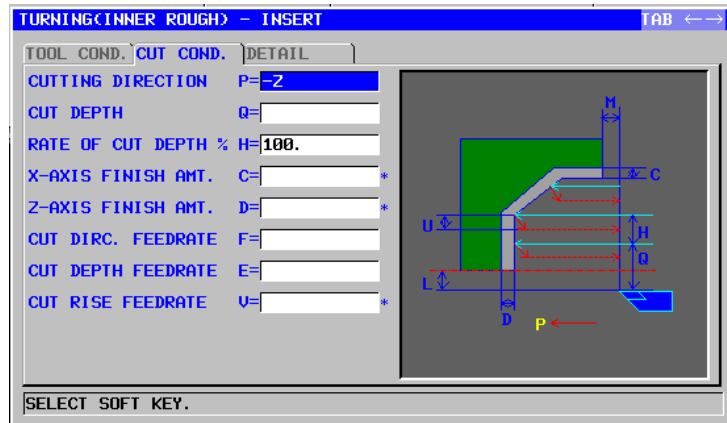 TURNING(INNER ROUGH) - INSERT
TAB ←→
TOOL COND. CUT COND. DETAIL
CUTTING DIRECTION P=-Z
CUT DEPTH Q=
RATE OF CUT DEPTH % H=100.
X-AXIS FINISH AMT. C= *
Z-AXIS FINISH AMT. D= *
CUT DIRC. FEEDRATE F=
CUT DEPTH FEEDRATE E=
CUT RISE FEEDRATE V= *
M
C
U
H
Q
L
D
P
SELECT SOFT KEY.